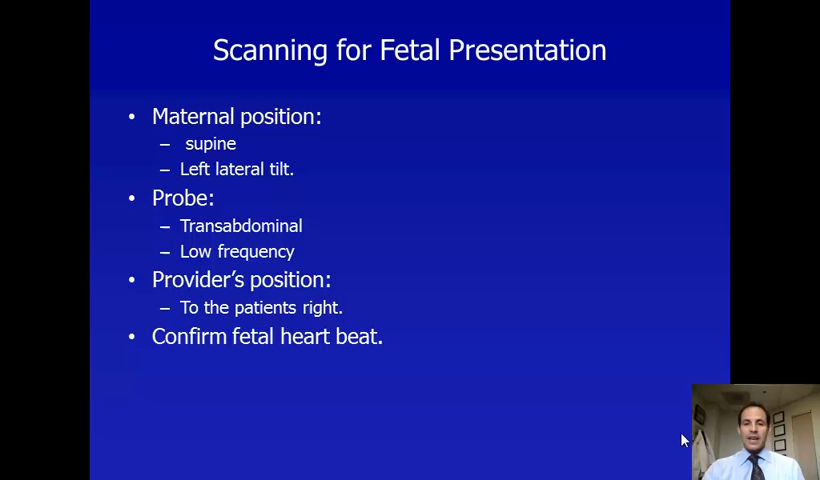 Scanning for Fetal Presentation
• Maternal position:
– supine
– Left lateral tilt.
• Probe:
– Transabdominal
– Low frequency
• Provider’s position:
– To the patients right.
• Confirm fetal heart beat.